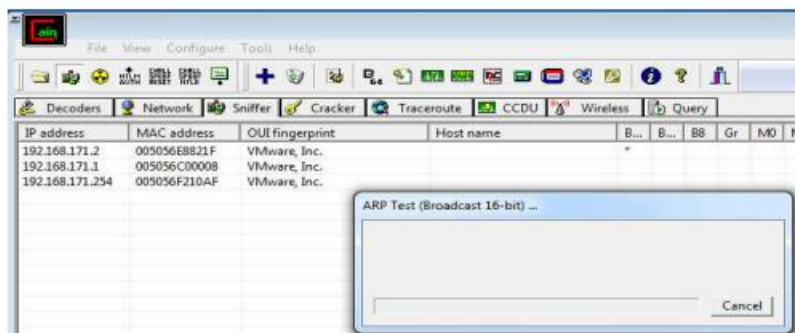 Cain
File View Configure Tools Help
Decoders Network Sniffer Cracker Traceroute CCDU Wireless Query
IP address MAC address OUI fingerprint Host name B... B... B8 Gr M0
192.168.171.2 005056E8821F VMware, Inc. *
192.168.171.1 005056C00008 VMware, Inc.
192.168.171.254 005056F210AF VMware, Inc.
ARP Test (Broadcast 16-bit) ...
Cancel